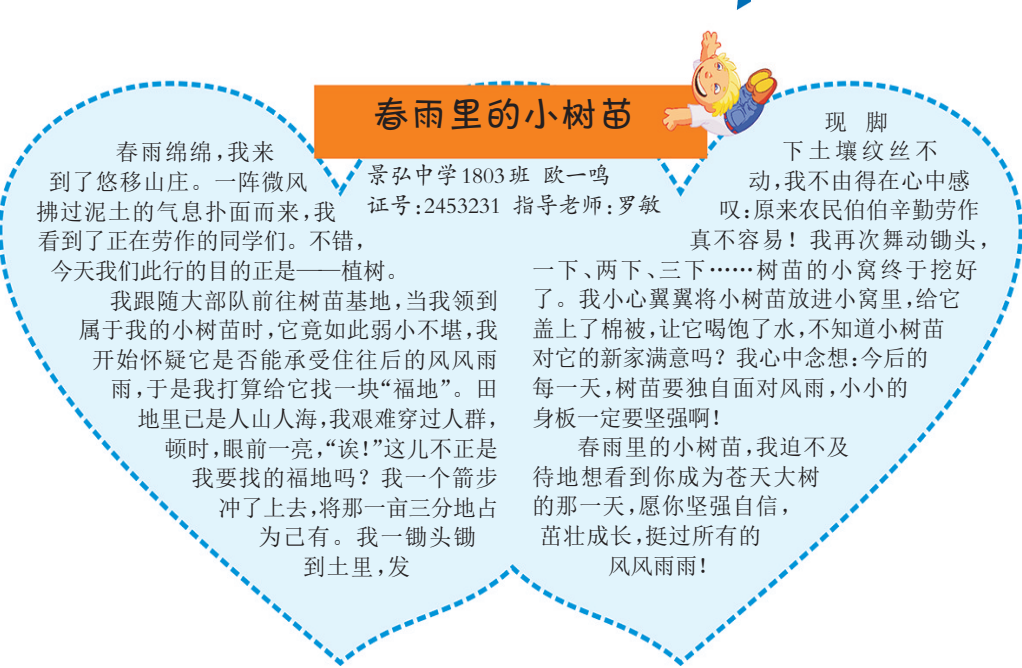 春雨里的小树苗
景弘中学1803班 欧一鸣
证号:2453231 指导老师:罗敏
春雨绵绵,我来
到了悠移山庄。一阵微风
拂过泥土的气息扑面而来,我
看到了正在劳作的同学们。不错,
今天我们此行的目的正是——植树。
我跟随大部队前往树苗基地,当我领到
属于我的小树苗时,它竟如此弱小不堪,我
开始怀疑它是否能承受住往后的风风雨
雨,于是我打算给它找一块“福地”。田
地里已是人山人海,我艰难穿过人群,
顿时,眼前一亮,“诶!”这儿不正是
我要找的福地吗?我一个箭步
冲了上去,将那一亩三分地占
为己有。我一锄头锄
到土里,发
现脚
下土壤纹丝不
动,我不由得在心中感
叹:原来农民伯伯辛勤劳作
真不容易!我再次舞动锄头,
一下、两下、三下……树苗的小窝终于挖好
了。我小心翼翼将小树苗放进小窝里,给它
盖上了棉被,让它喝饱了水,不知道小树苗
对它的新家满意吗?我心中念想:今后的
每一天,树苗要独自面对风雨,小小的
身板一定要坚强啊!
春雨里的小树苗,我迫不及
待地想看到你成为苍天大树
的那一天,愿你坚强自信,
茁壮成长,挺过所有的
风风雨雨!